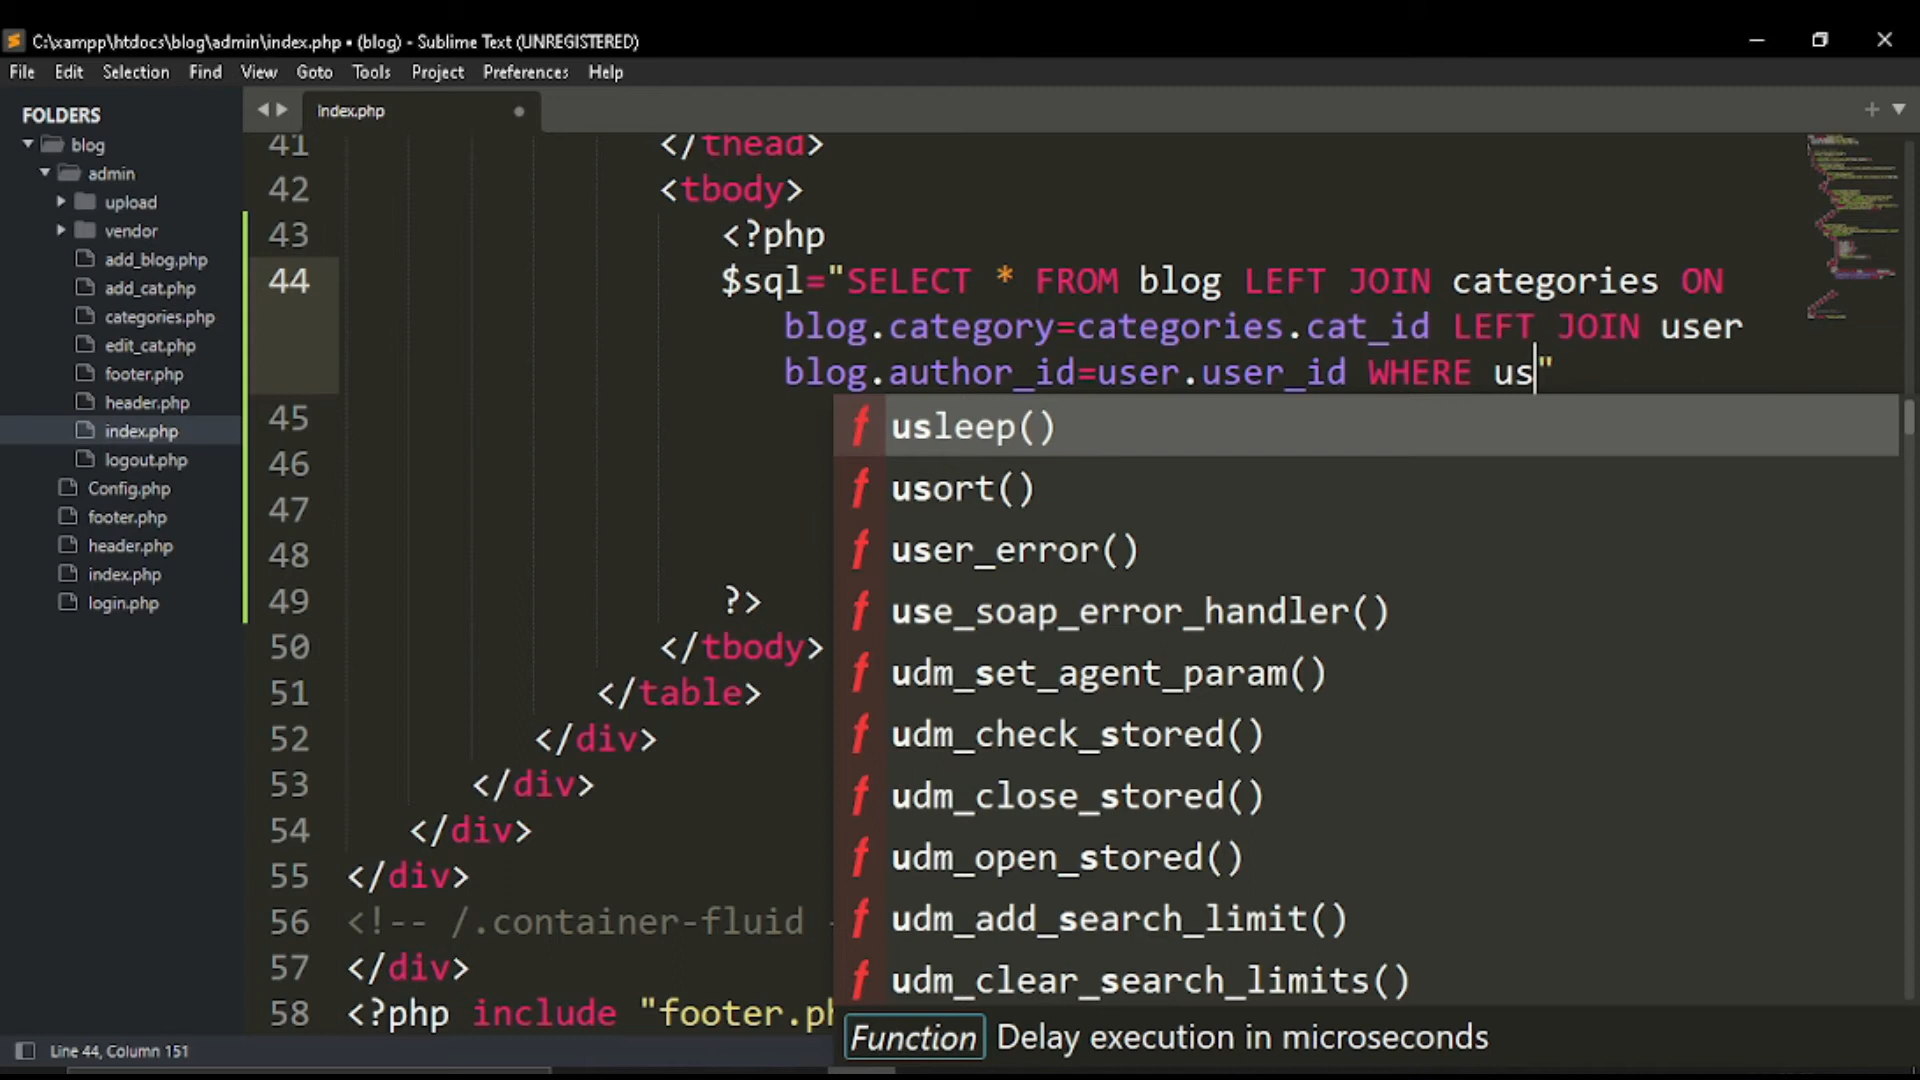 C:\xampp\htdocs\blog\admin\index.php • (blog) - Sublime Text (UNREGISTERED)
File Edit Selection Find View Goto Tools Project Preferences Help
FOLDERS
blog
admin
upload
vendor
add_blog.php
add_cat.php
categories.php
edit_cat.php
footer.php
header.php
index.php
logout.php
Config.php
footer.php
header.php
index.php
login.php
index.php
41 </thead>
42 <tbody>
43 <?php
44 $sql="SELECT * FROM blog LEFT JOIN categories ON
blog.category=categories.cat_id LEFT JOIN user
blog.author_id=user.user_id WHERE us"
45
46
47
48
49 ?>
50 </tbody>
51 </table>
52 </div>
53 </div>
54 </div>
55 </div>
56 <!-- /.container-fluid -
57 </div>
58 <?php include "footer.ph
f usleep()
f usort()
f user_error()
f use_soap_error_handler()
f udm_set_agent_param()
f udm_check_stored()
f udm_close_stored()
f udm_open_stored()
f udm_add_search_limit()
f udm_clear_search_limits()
Function Delay execution in microseconds
Line 44, Column 151